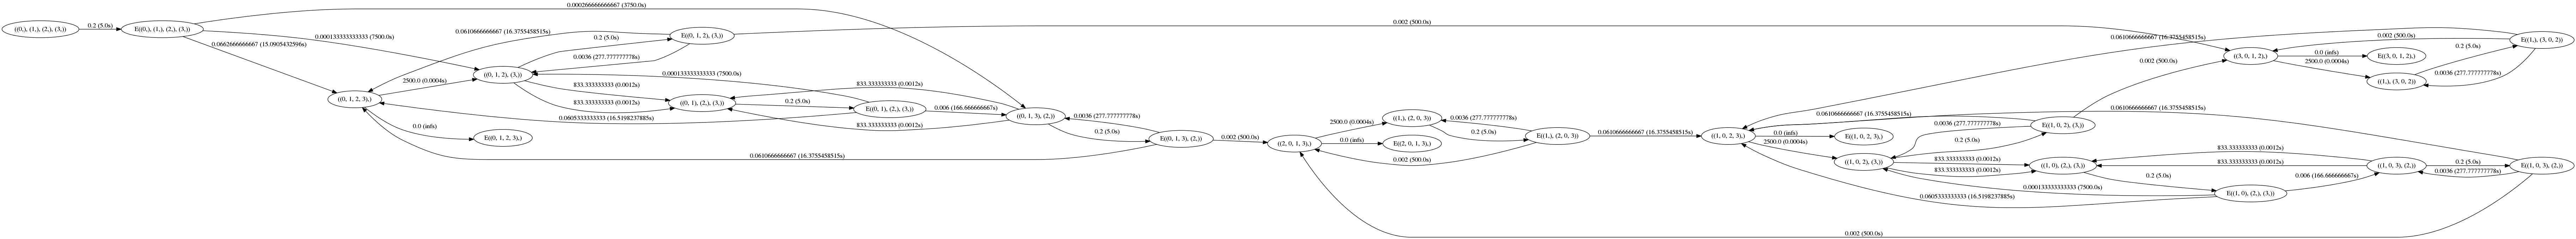 0.000266666666667 (3750.0s)
((0,), (1,), (2,), (3,))
0.2 (5.0s)
E((0,), (1,), (2,), (3,))
0.000133333333333 (7500.0s)
0.0662666666667 (15.0905432596s)
0.0610666666667 (16.3755458515s)
0.2 (5.0s)
E((0, 1, 2), (3,))
0.0036 (277.777777778s)
0.002 (500.0s)
((0, 1, 2), (3,))
2500.0 (0.0004s)
((0, 1, 2, 3),)
0.0 (infs)
E((0, 1, 2, 3),)
833.333333333 (0.0012s)
833.333333333 (0.0012s)
0.000133333333333 (7500.0s)
((0, 1), (2,), (3,))
0.2 (5.0s)
E((0, 1), (2,), (3,))
0.0605333333333 (16.5198237885s)
833.333333333 (0.0012s)
833.333333333 (0.0012s)
0.006 (166.666666667s)
((0, 1, 3), (2,))
0.0036 (277.777777778s)
0.2 (5.0s)
E((0, 1, 3), (2,))
0.0610666666667 (16.3755458515s)
0.002 (500.0s)
((2, 0, 1, 3),)
2500.0 (0.0004s)
0.0 (infs)
((1,), (2, 0, 3))
E((2, 0, 1, 3),)
0.0036 (277.777777778s)
0.2 (5.0s)
E((1,), (2, 0, 3))
0.002 (500.0s)
0.0610666666667 (16.3755458515s)
((1, 0, 2, 3),)
0.0 (infs)
2500.0 (0.0004s)
E((1, 0, 2, 3),)
0.0610666666667 (16.3755458515s)
0.0610666666667 (16.3755458515s)
0.0610666666667 (16.3755458515s)
0.0036 (277.777777778s)
0.2 (5.0s)
E((1, 0, 2), (3,))
((1, 0, 2), (3,))
833.333333333 (0.0012s)
833.333333333 (0.0012s)
0.000133333333333 (7500.0s)
0.0605333333333 (16.5198237885s)
((1, 0), (2,), (3,))
0.2 (5.0s)
E((1, 0), (2,), (3,))
833.333333333 (0.0012s)
833.333333333 (0.0012s)
0.006 (166.666666667s)
((1, 0, 3), (2,))
0.2 (5.0s)
0.0036 (277.777777778s)
E((1, 0, 3), (2,))
0.002 (500.0s)
0.002 (500.0s)
((3, 0, 1, 2),)
0.0 (infs)
2500.0 (0.0004s)
E((3, 0, 1, 2),)
((1,), (3, 0, 2))
0.002 (500.0s)
0.2 (5.0s)
0.0036 (277.777777778s)
E((1,), (3, 0, 2))